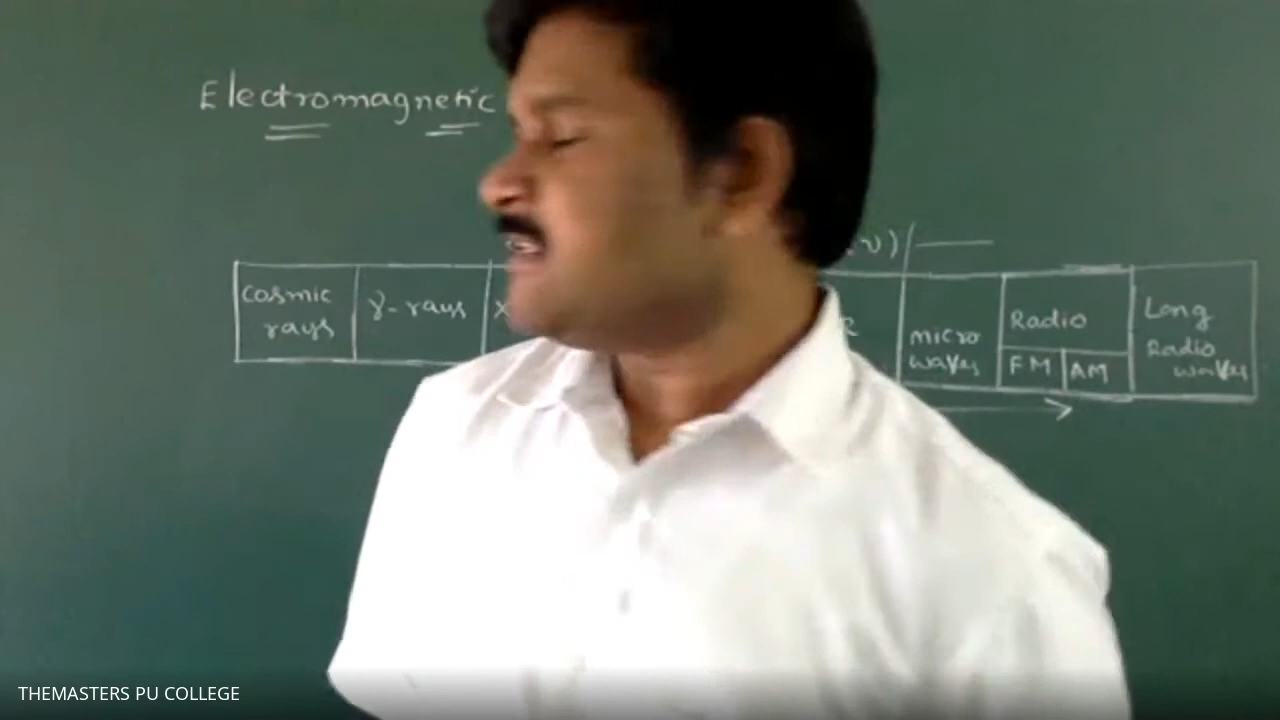 Electromagnetic
ν)
Cosmic
rays
γ-rays
X
micro
waves
Radio
FM
AM
Long
Radio
waves
THEMASTERS PU COLLEGE